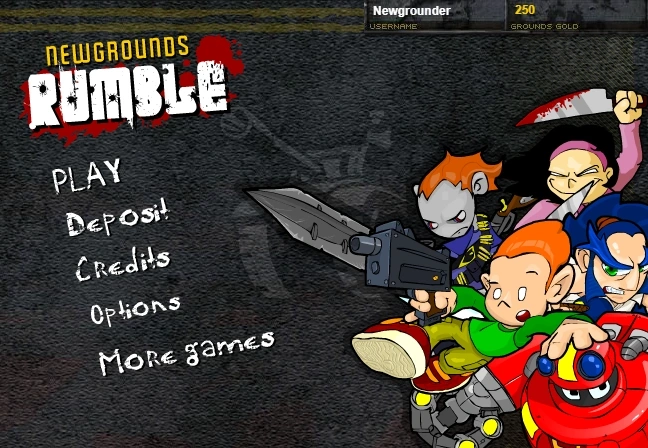 Newgrounder
250
USERNAME
GROUNDS GOLD
NEWGROUNDS
RUMBLE
PLAY
Deposit
Credits
Options
More games